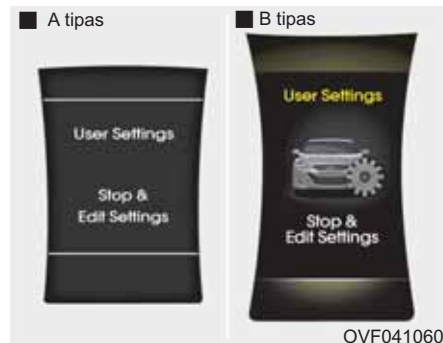 ■ A tipas
■ B tipas
User Settings
Stop &
Edit Settings
User Settings
Stop &
Edit Settings
OVF041060